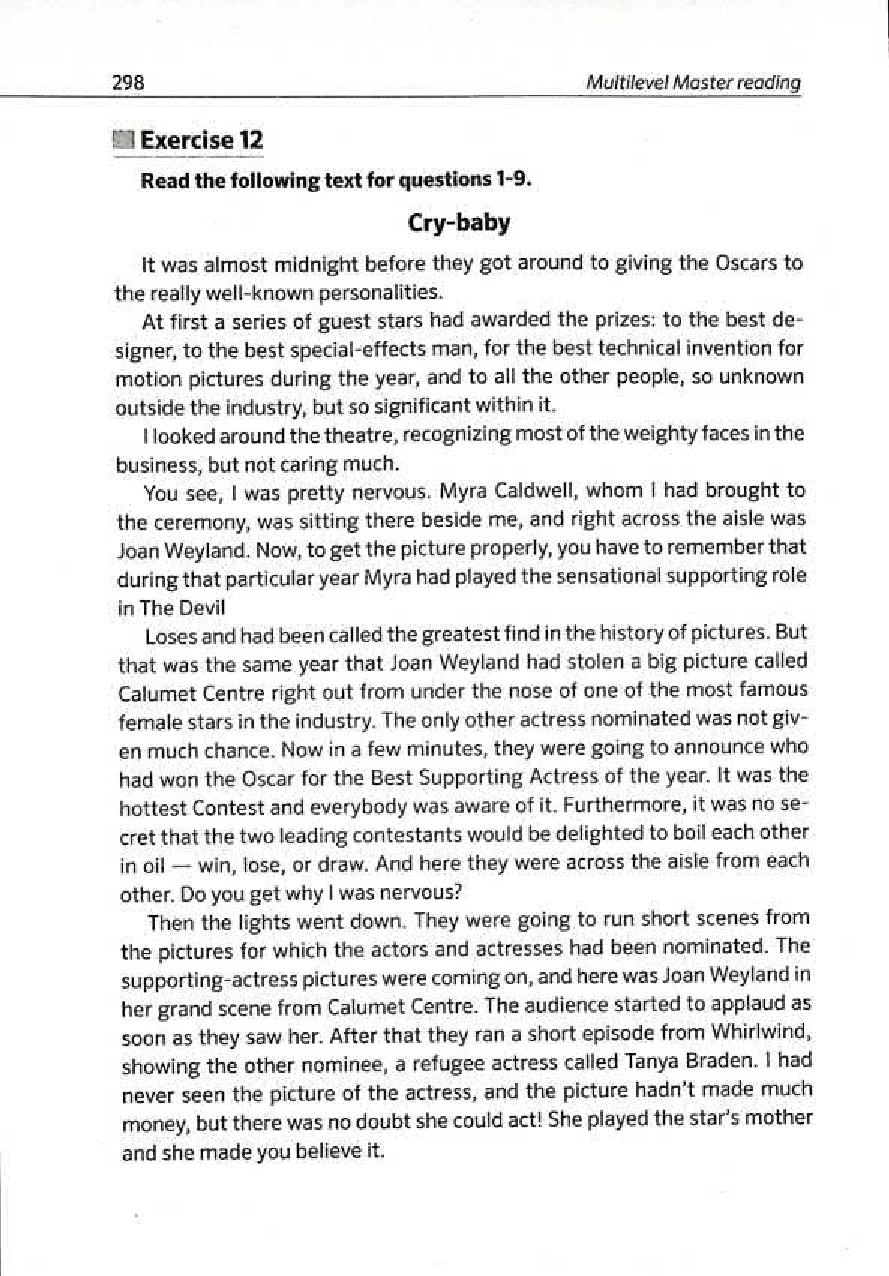 298
Multilevel Master reading
Exercise 12
Read the following text for questions 1-9.
Cry-baby
It was almost midnight before they got around to giving the Oscars to
the really well-known personalities.
At first a series of guest stars had awarded the prizes: to the best de-
signer, to the best special-effects man, for the best technical invention for
motion pictures during the year, and to all the other people, so unknown
outside the industry, but so significant within it.
I looked around the theatre, recognizing most of the weighty faces in the
business, but not caring much.
You see, I was pretty nervous. Myra Caldwell, whom I had brought to
the ceremony, was sitting there beside me, and right across the aisle was
Joan Weyland. Now, to get the picture properly, you have to remember that
during that particular year Myra had played the sensational supporting role
in The Devil
Loses and had been called the greatest find in the history of pictures. But
that was the same year that Joan Weyland had stolen a big picture called
Calumet Centre right out from under the nose of one of the most famous
female stars in the industry. The only other actress nominated was not giv-
en much chance. Now in a few minutes, they were going to announce who
had won the Oscar for the Best Supporting Actress of the year. It was the
hottest Contest and everybody was aware of it. Furthermore, it was no se-
cret that the two leading contestants would be delighted to boil each other
in oil — win, lose, or draw. And here they were across the aisle from each
other. Do you get why I was nervous?
Then the lights went down. They were going to run short scenes from
the pictures for which the actors and actresses had been nominated. The
supporting-actress pictures were coming on, and here was Joan Weyland in
her grand scene from Calumet Centre. The audience started to applaud as
soon as they saw her. After that they ran a short episode from Whirlwind,
showing the other nominee, a refugee actress called Tanya Braden. I had
never seen the picture of the actress, and the picture hadn't made much
money, but there was no doubt she could act! She played the star's mother
and she made you believe it.